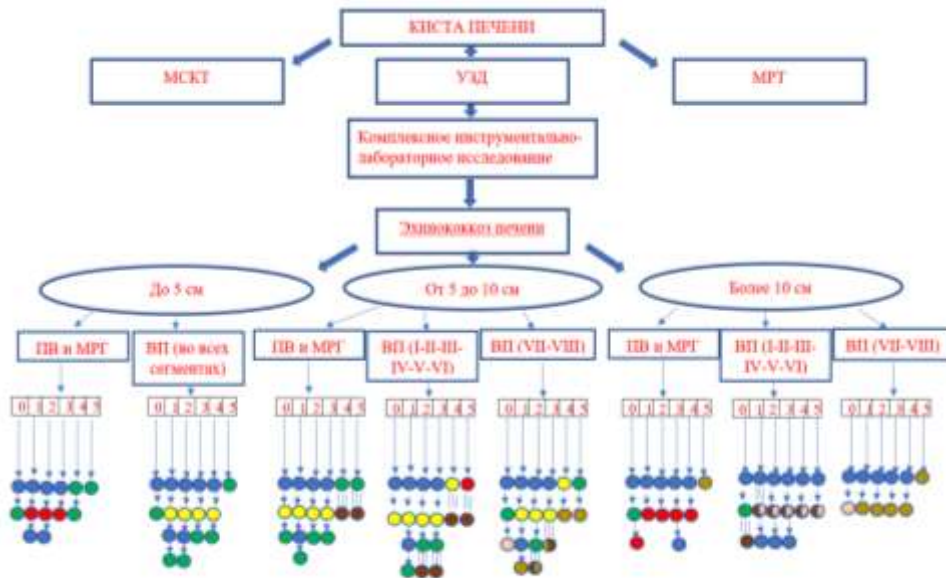 КИСТА ПЕЧЕНИ
МСКТ
УЗД
МРТ
Комплексное инструментально-
лабораторное исследование
Эхинококкоз печени
До 5 см
От 5 до 10 см
Более 10 см
ПВ и МРГ
ВП (во всех
сегментях)
ПВ и МРГ
ВП (I-II-III-
IV-V-VI)
ВП (VII-VIII)
ПВ и МРГ
ВП (I-II-III-
IV-V-VI)
ВП (VII-VIII)
0 1 2 3 4 5
0 1 2 3 4 5
0 1 2 3 4 5
0 1 2 3 4 5
0 1 2 3 4 5
0 1 2 3 4 5
0 1 2 3 4 5
0 1 2 3 4 5